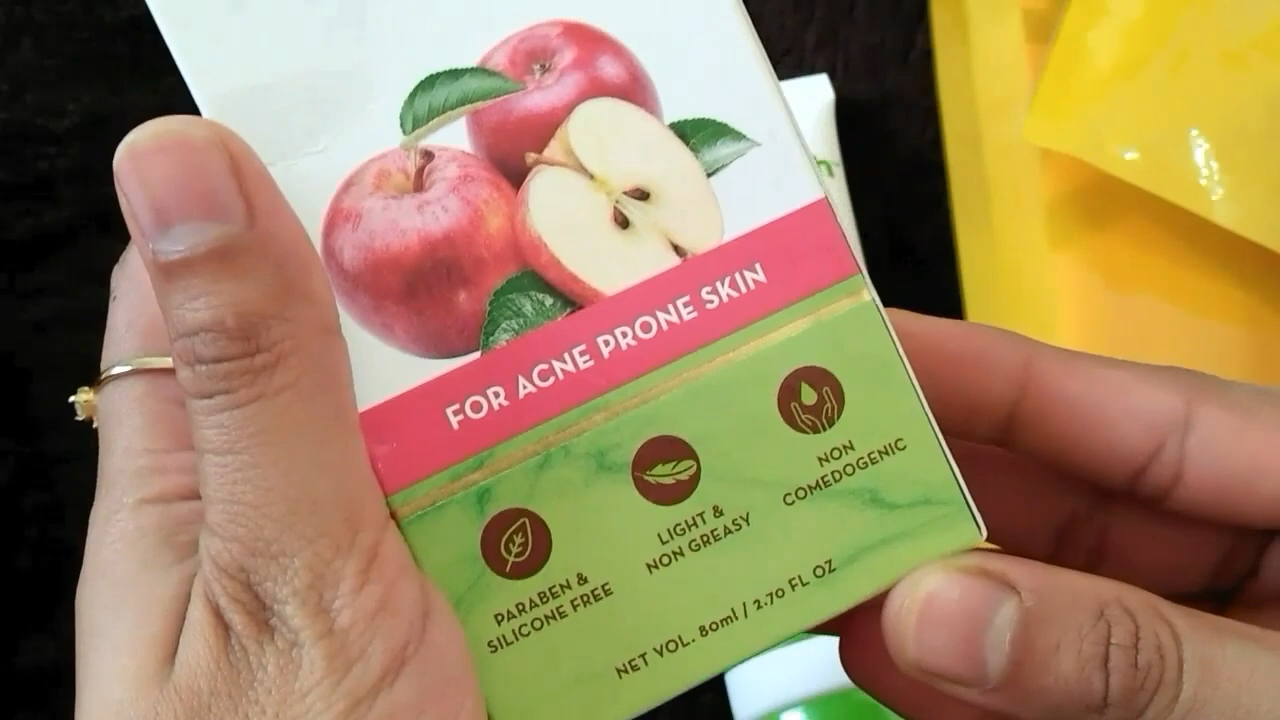 FOR ACNE PRONE SKIN
PARABEN &
SILICONE FREE
LIGHT &
NON GREASY
NON
COMEDOGENIC
NET VOL. 80ml / 2.70 FL OZ